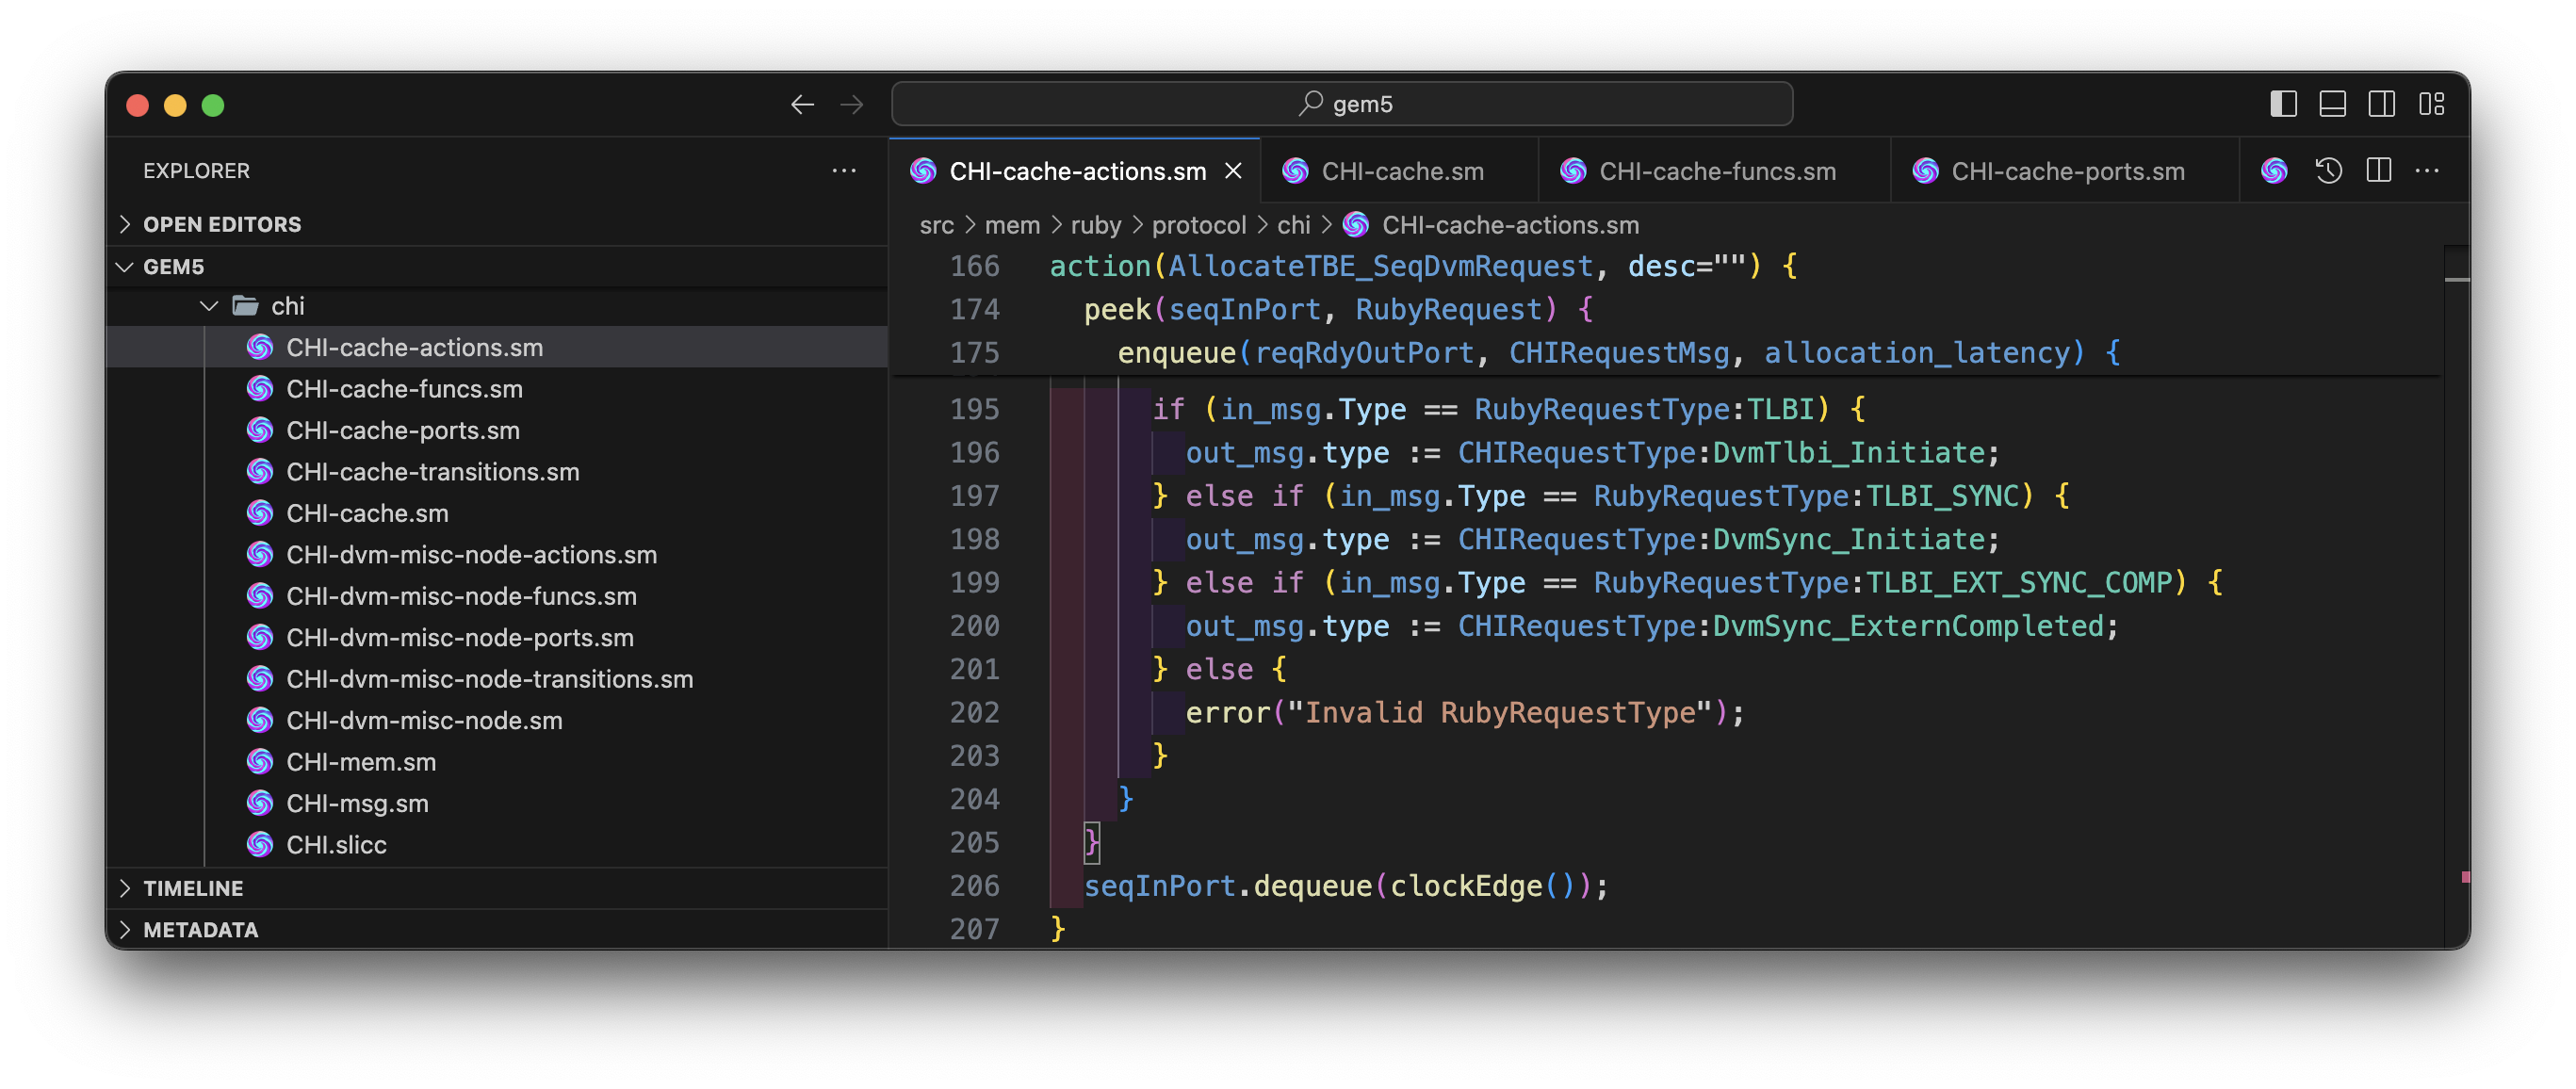 gem5
EXPLORER
OPEN EDITORS
GEM5
chi
CHI-cache-actions.sm
CHI-cache-funcs.sm
CHI-cache-ports.sm
CHI-cache-transitions.sm
CHI-cache.sm
CHI-dvm-misc-node-actions.sm
CHI-dvm-misc-node-funcs.sm
CHI-dvm-misc-node-ports.sm
CHI-dvm-misc-node-transitions.sm
CHI-dvm-misc-node.sm
CHI-mem.sm
CHI-msg.sm
CHI.slicc
TIMELINE
METADATA
CHI-cache-actions.sm CHI-cache.sm CHI-cache-funcs.sm CHI-cache-ports.sm
src > mem > ruby > protocol > chi > CHI-cache-actions.sm
166 action(AllocateTBE_SeqDvmRequest, desc="") {
174 peek(seqInPort, RubyRequest) {
175 enqueue(reqRdyOutPort, CHIRequestMsg, allocation_latency) {
195 if (in_msg.Type == RubyRequestType:TLBI) {
196 out_msg.type := CHIRequestType:DvmTlbi_Initiate;
197 } else if (in_msg.Type == RubyRequestType:TLBI_SYNC) {
198 out_msg.type := CHIRequestType:DvmSync_Initiate;
199 } else if (in_msg.Type == RubyRequestType:TLBI_EXT_SYNC_COMP) {
200 out_msg.type := CHIRequestType:DvmSync_ExternCompleted;
201 } else {
202 error("Invalid RubyRequestType");
203 }
204 }
205 }
206 seqInPort.dequeue(clockEdge());
207 }